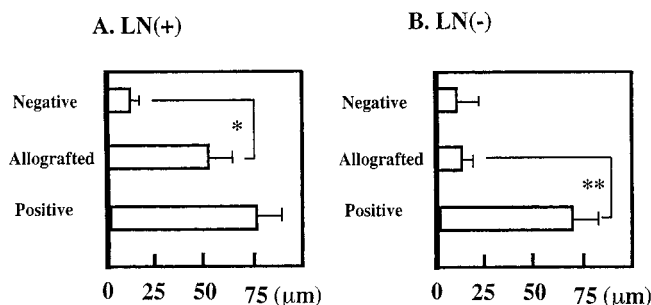 A. LN(+)
Negative
*
Allografted
Positive
0 25 50 75 (μm)
B. LN(-)
Negative
Allografted
**
Positive
0 25 50 75 (μm)